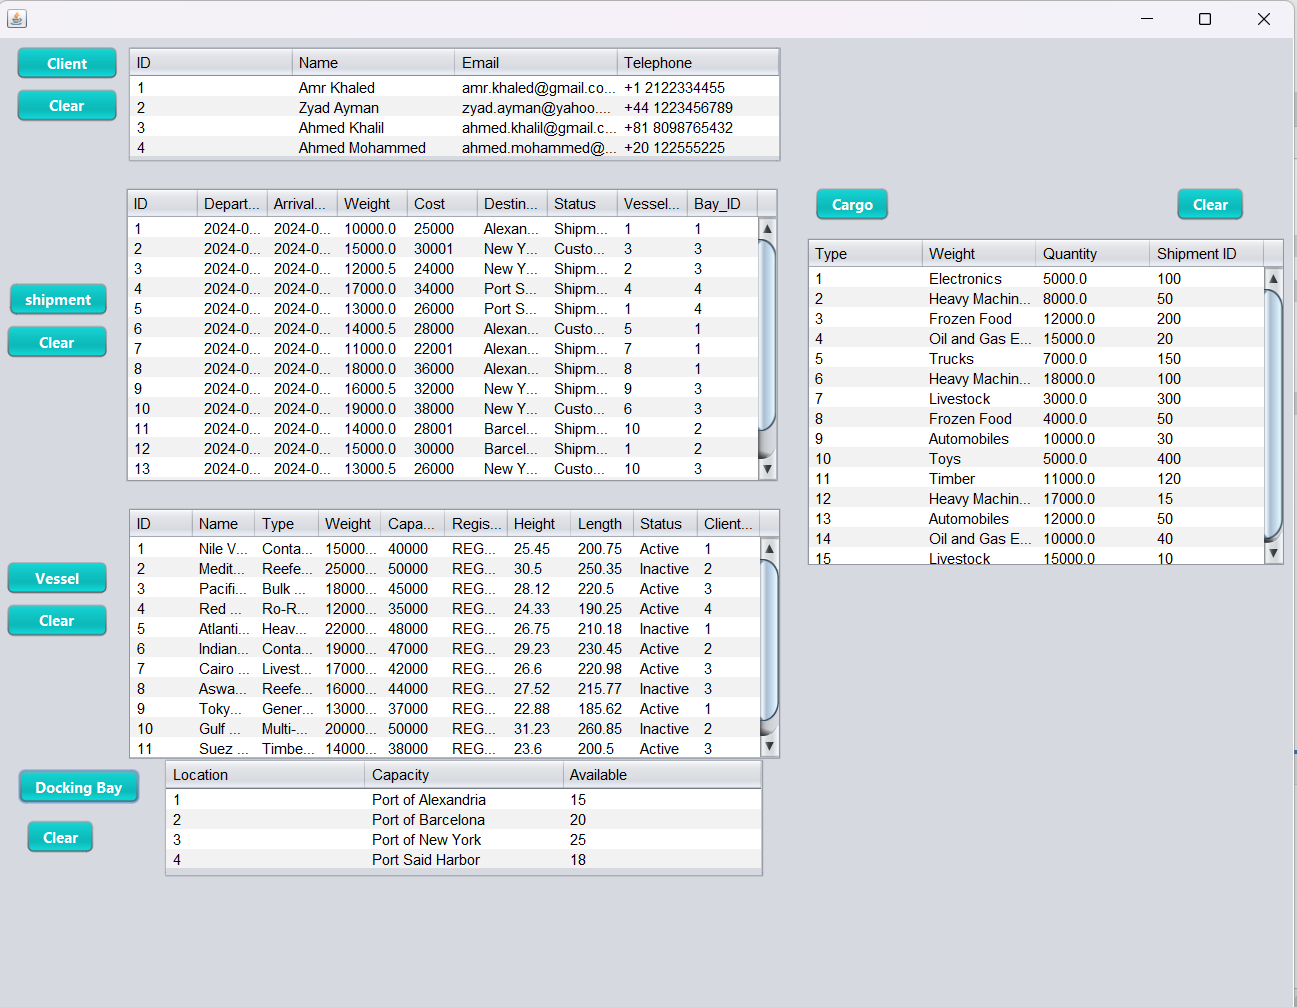 Client
Clear
ID Name Email Telephone
1 Amr Khaled amr.khaled@gmail.co... +1 2122334455
2 Zyad Ayman zyad.ayman@yahoo.... +44 1223456789
3 Ahmed Khalil ahmed.khalil@gmail.c... +81 8098765432
4 Ahmed Mohammed ahmed.mohammed@... +20 122555225
shipment
Clear
ID Depart... Arrival... Weight Cost Destin... Status Vessel... Bay_ID
1 2024-0... 2024-0... 10000.0 25000 Alexan... Shipm... 1 1
2 2024-0... 2024-0... 15000.0 30001 New Y... Custo... 3 3
3 2024-0... 2024-0... 12000.5 24000 New Y... Shipm... 2 3
4 2024-0... 2024-0... 17000.0 34000 Port S... Shipm... 4 4
5 2024-0... 2024-0... 13000.0 26000 Port S... Shipm... 1 4
6 2024-0... 2024-0... 14000.5 28000 Alexan... Custo... 5 1
7 2024-0... 2024-0... 11000.0 22001 Alexan... Shipm... 7 1
8 2024-0... 2024-0... 18000.0 36000 Alexan... Shipm... 8 1
9 2024-0... 2024-0... 16000.5 32000 New Y... Shipm... 9 3
10 2024-0... 2024-0... 19000.0 38000 New Y... Custo... 6 3
11 2024-0... 2024-0... 14000.0 28001 Barcel... Shipm... 10 2
12 2024-0... 2024-0... 15000.0 30000 Barcel... Shipm... 1 2
13 2024-0... 2024-0... 13000.5 26000 New Y... Custo... 10 3
Cargo
Clear
Type Weight Quantity Shipment ID
1 Electronics 5000.0 100
2 Heavy Machin... 8000.0 50
3 Frozen Food 12000.0 200
4 Oil and Gas E... 15000.0 20
5 Trucks 7000.0 150
6 Heavy Machin... 18000.0 100
7 Livestock 3000.0 300
8 Frozen Food 4000.0 50
9 Automobiles 10000.0 30
10 Toys 5000.0 400
11 Timber 11000.0 120
12 Heavy Machin... 17000.0 15
13 Automobiles 12000.0 50
14 Oil and Gas E... 10000.0 40
15 Livestock 15000.0 10
Vessel
Clear
ID Name Type Weight Capa... Regis... Height Length Status Client...
1 Nile V... Conta... 15000... 40000 REG... 25.45 200.75 Active 1
2 Medit... Reefe... 25000... 50000 REG... 30.5 250.35 Inactive 2
3 Pacifi... Bulk ... 18000... 45000 REG... 28.12 220.5 Active 3
4 Red ... Ro-R... 12000... 35000 REG... 24.33 190.25 Active 4
5 Atlanti... Heav... 22000... 48000 REG... 26.75 210.18 Inactive 1
6 Indian... Conta... 19000... 47000 REG... 29.23 230.45 Active 2
7 Cairo ... Livest... 17000... 42000 REG... 26.6 220.98 Active 3
8 Aswa... Reefe... 16000... 44000 REG... 27.52 215.77 Inactive 3
9 Toky... Gener... 13000... 37000 REG... 22.88 185.62 Active 1
10 Gulf ... Multi-... 20000... 50000 REG... 31.23 260.85 Inactive 2
11 Suez ... Timbe... 14000... 38000 REG... 23.6 200.5 Active 3
Docking Bay
Clear
Location Capacity Available
1 Port of Alexandria 15
2 Port of Barcelona 20
3 Port of New York 25
4 Port Said Harbor 18